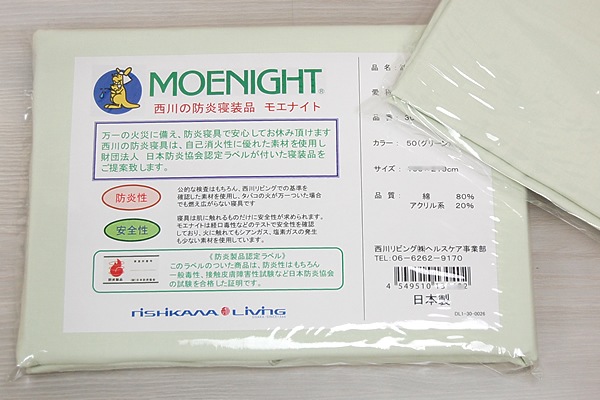 MOENIGHT®
西川の防炎寝装品 モエナイト
万一の火災に備え、防炎寝具で安心してお休み頂けます
西川の防炎寝具は、自己消火性に優れた素材を使用し
財団法人 日本防炎協会認定ラベルが付いた寝装品を
ご提案致します。
防炎性
公的な検査はもちろん、西川リビングでの基準を
確認した素材を使用し、タバコの火が万一ついた場合
でも燃え広がらない寝具です
安全性
寝具は肌に触れるものだけに安全性が求められます。
モエナイトは経口毒性などのテストで安全性を確認
しており、火に触れてもシアンガス、塩素ガスの発生
も少ない素材を使用しています。
《防炎製品認定ラベル》
このラベルのついた商品は、防炎性はもちろん
一般毒性、接触皮膚障害性試験など日本防炎協会
の試験を合格した証明です。
nishikawa Living
品 名
品 番
カラー： 50(グリーン)
サイズ：
品 質： 綿 80%
アクリル系 20%
西川リビング㈱ヘルスケア事業部
TEL:06-6262-9170
4 549510
日本製
DL1-00-0026